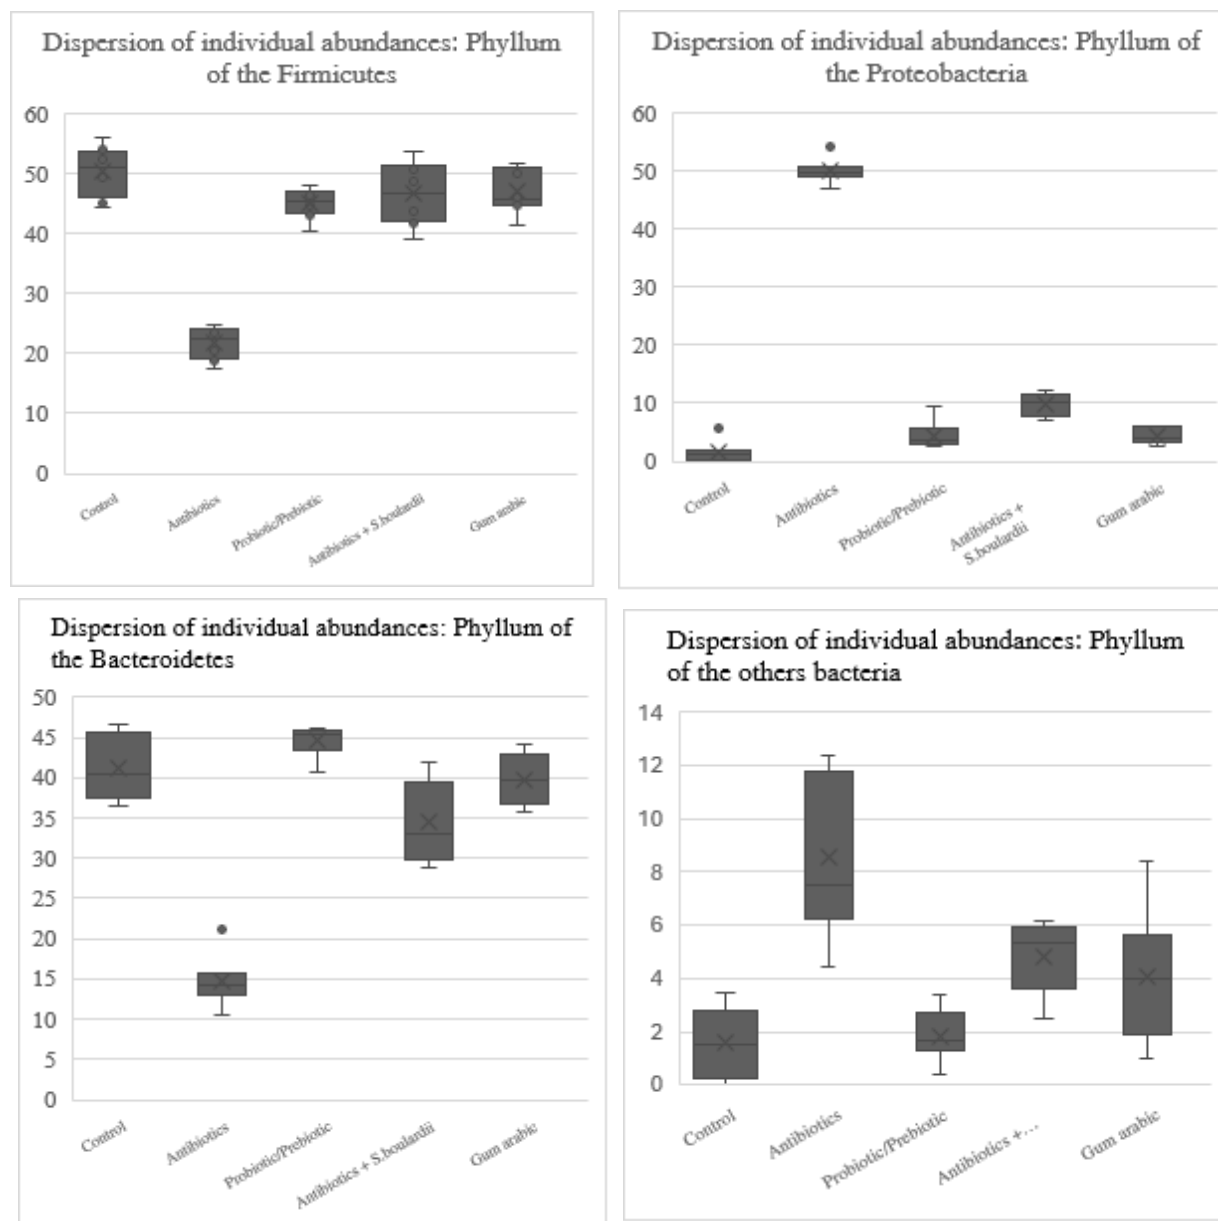 Dispersion of individual abundances: Phyllum
of the Firmicutes
60
50
40
30
20
10
0
Control
Antibiotics
Probiotic/Prebiotic
Antibiotics + S.boulardii
Gum arabic
Dispersion of individual abundances: Phyllum of
the Proteobacteria
60
50
40
30
20
10
0
Control
Antibiotics
Probiotic/Prebiotic
Antibiotics +
S.boulardii
Gum arabic
Dispersion of individual abundances: Phyllum of
the Bacteroidetes
50
45
40
35
30
25
20
15
10
5
0
Control
Antibiotics
Probiotic/Prebiotic
Antibiotics + S.boulardii
Gum arabic
Dispersion of individual abundances: Phyllum
of the others bacteria
14
12
10
8
6
4
2
0
Control
Antibiotics
Probiotic/Prebiotic
Antibiotics +…
Gum arabic